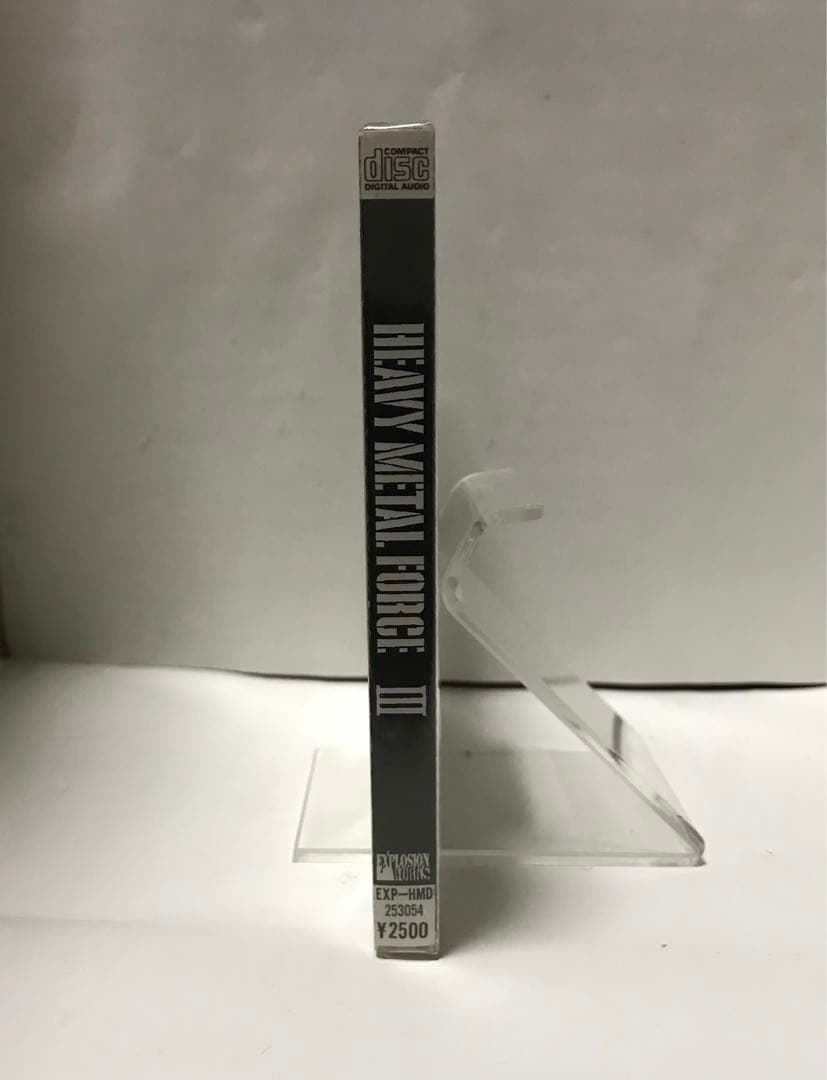 COMPACT
disc
DIGITAL AUDIO
HEAVY METAL FORCE III
EXPLOSION
WORKS
EXP-HMD
253054
¥2500